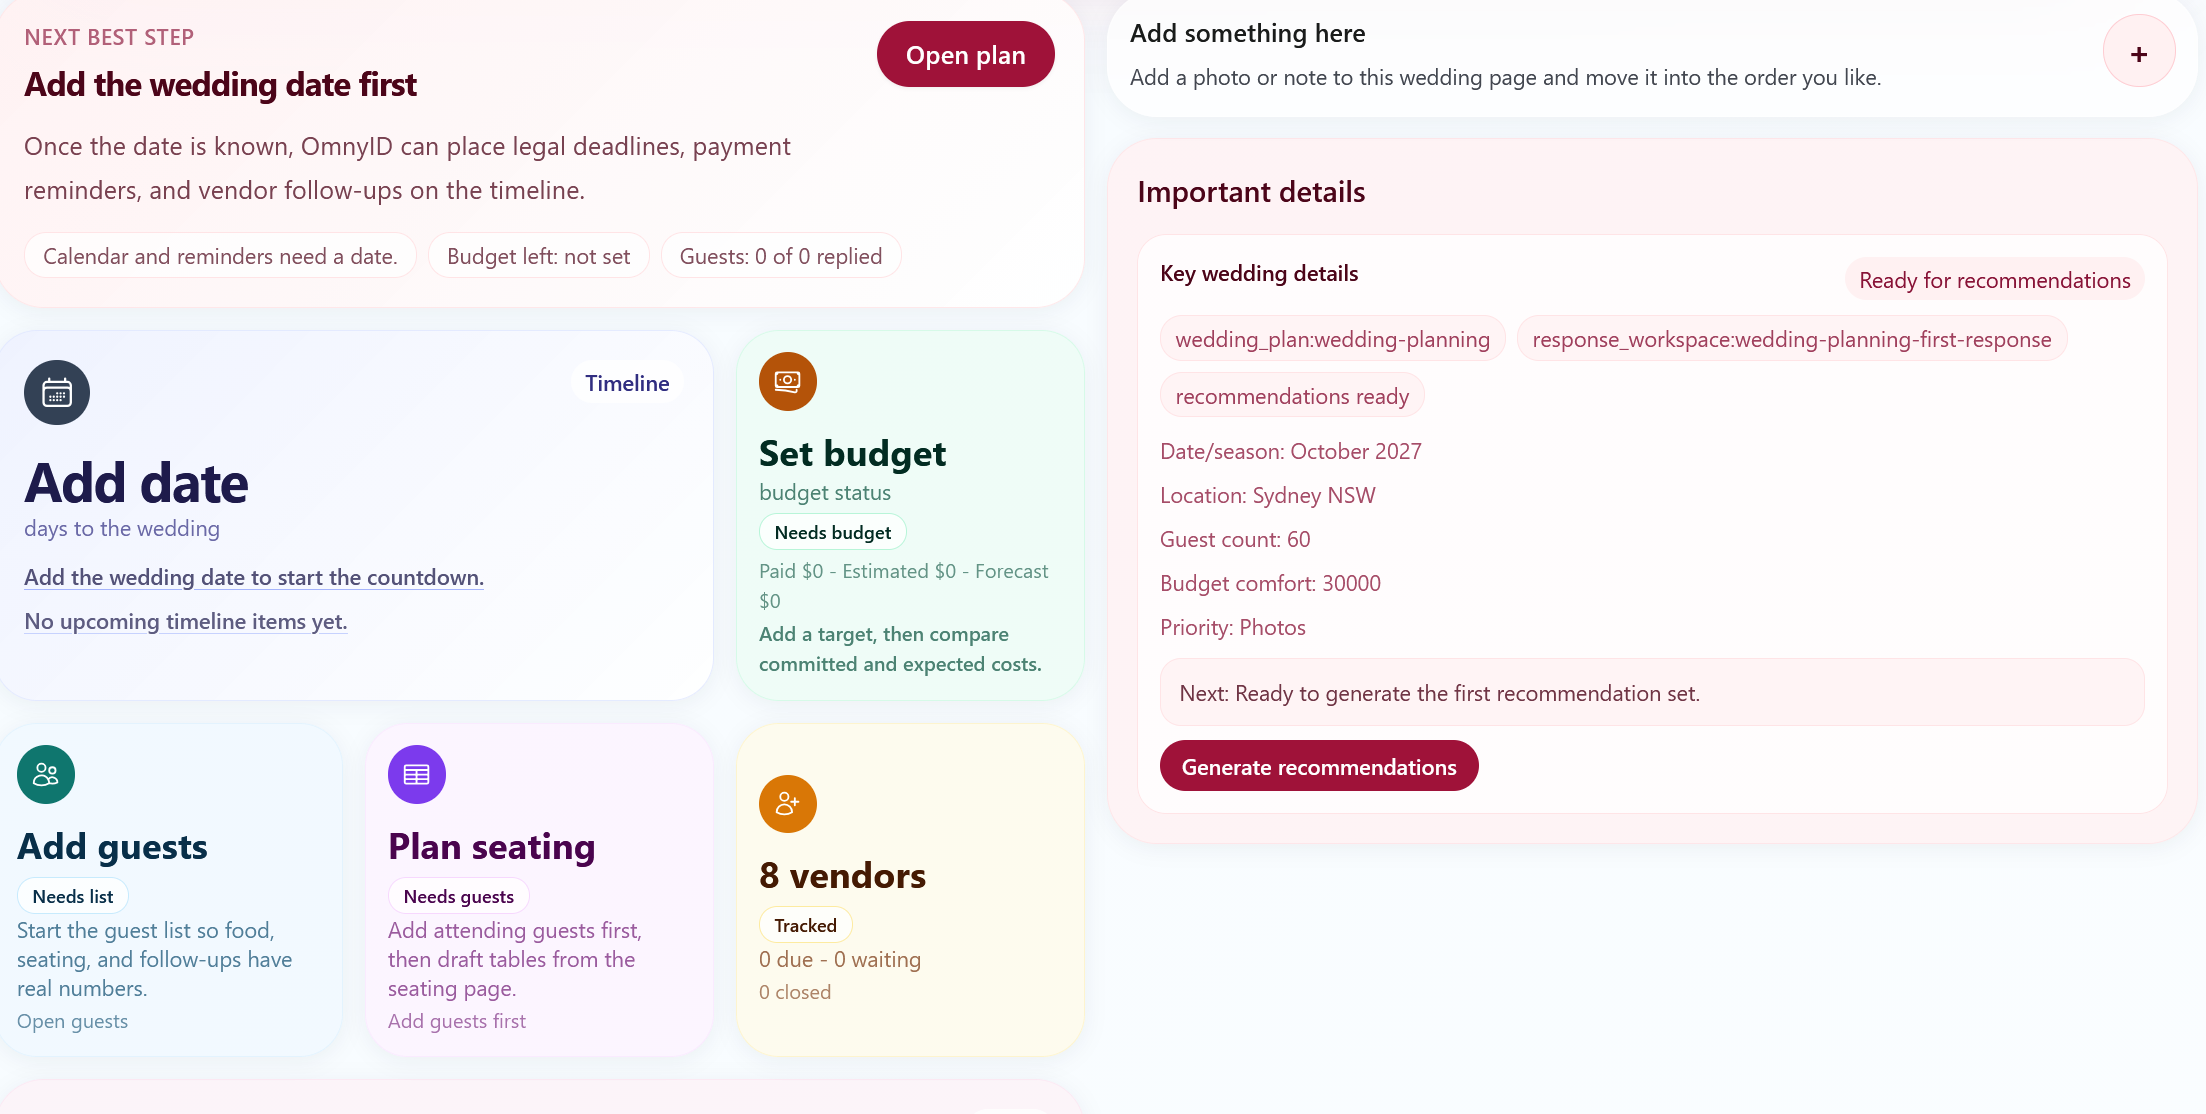 NEXT BEST STEP
Add the wedding date first
Open plan
Once the date is known, OmnyID can place legal deadlines, payment
reminders, and vendor follow-ups on the timeline.
Calendar and reminders need a date.
Budget left: not set
Guests: 0 of 0 replied
Timeline
Add date
days to the wedding
Add the wedding date to start the countdown.
No upcoming timeline items yet.
Set budget
budget status
Needs budget
Paid $0 - Estimated $0 - Forecast
$0
Add a target, then compare
committed and expected costs.
Add guests
Needs list
Start the guest list so food,
seating, and follow-ups have
real numbers.
Open guests
Plan seating
Needs guests
Add attending guests first,
then draft tables from the
seating page.
Add guests first
8 vendors
Tracked
0 due - 0 waiting
0 closed
Add something here
Add a photo or note to this wedding page and move it into the order you like.
+
Important details
Key wedding details
Ready for recommendations
wedding_plan:wedding-planning
response_workspace:wedding-planning-first-response
recommendations ready
Date/season: October 2027
Location: Sydney NSW
Guest count: 60
Budget comfort: 30000
Priority: Photos
Next: Ready to generate the first recommendation set.
Generate recommendations